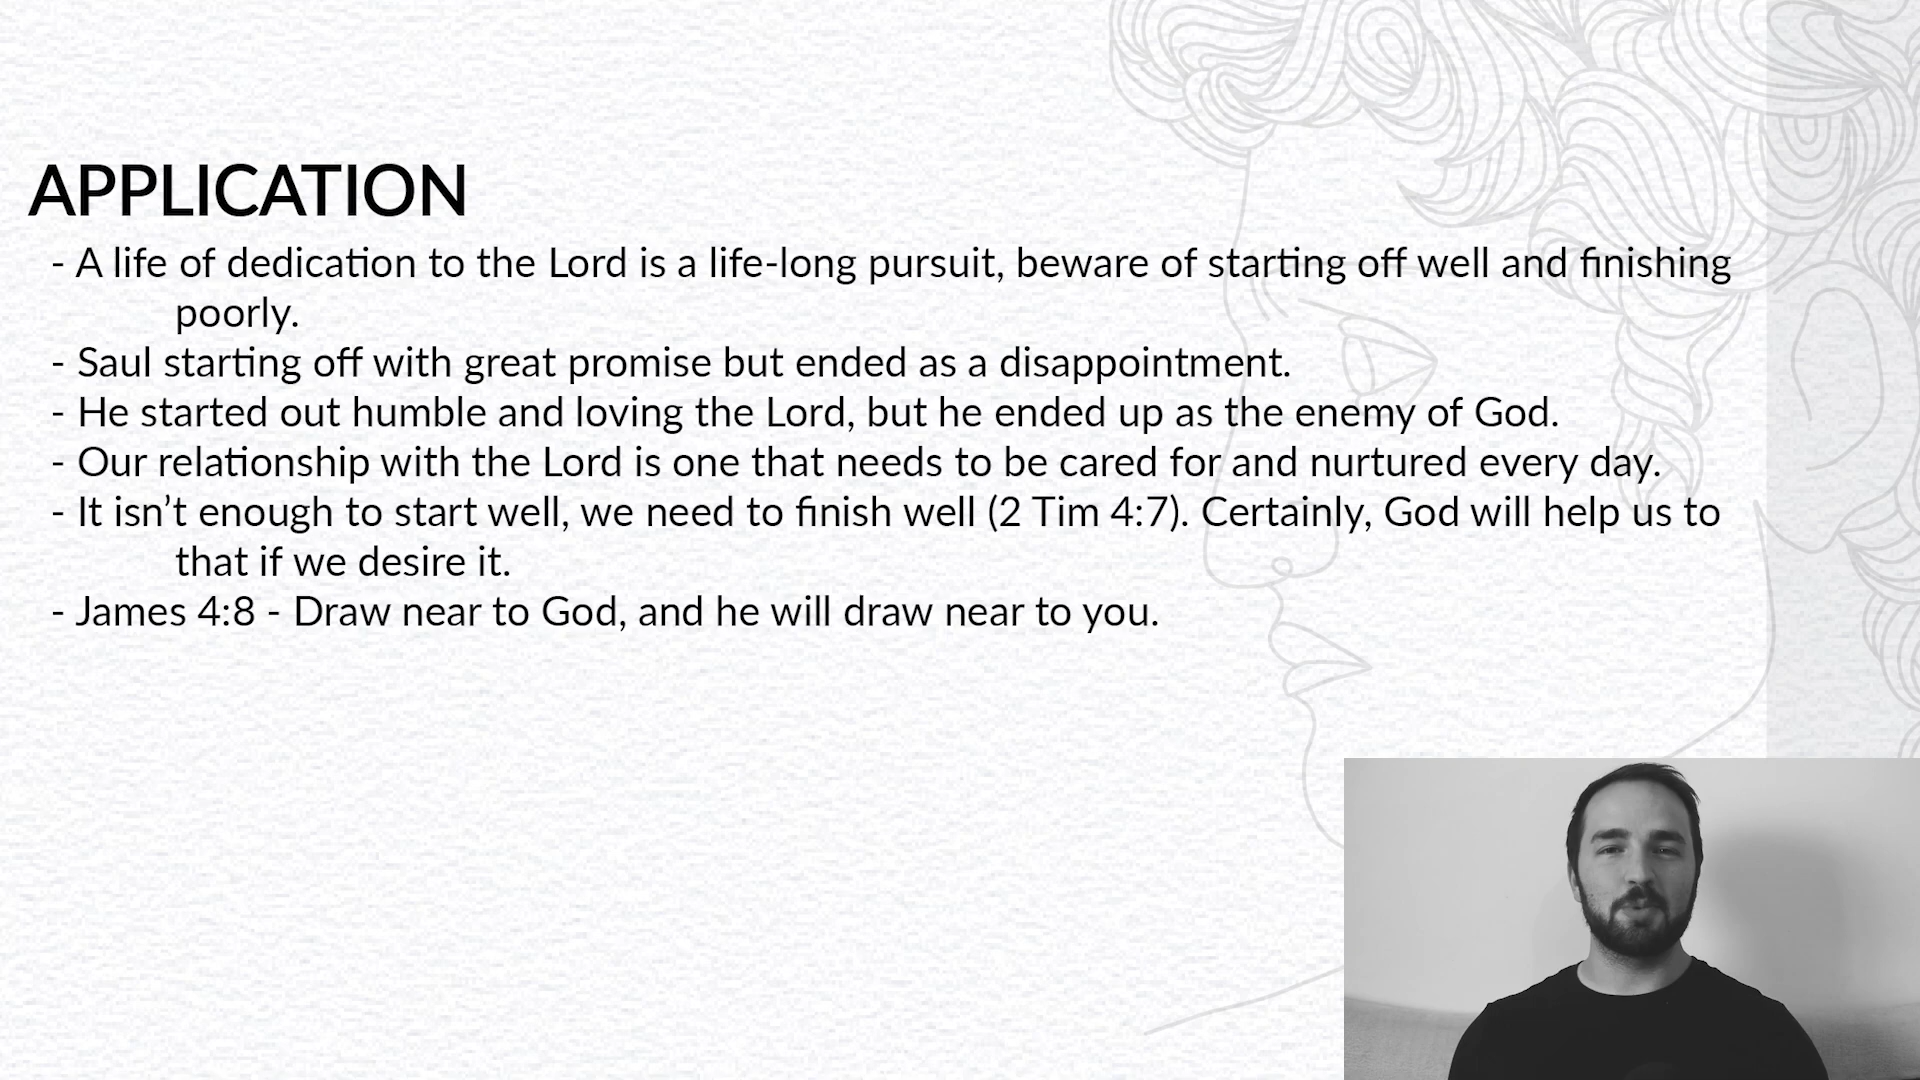 APPLICATION
- A life of dedication to the Lord is a life-long pursuit, beware of starting off well and finishing
poorly.
- Saul starting off with great promise but ended as a disappointment.
- He started out humble and loving the Lord, but he ended up as the enemy of God.
- Our relationship with the Lord is one that needs to be cared for and nurtured every day.
- It isn’t enough to start well, we need to finish well (2 Tim 4:7). Certainly, God will help us to
that if we desire it.
- James 4:8 - Draw near to God, and he will draw near to you.